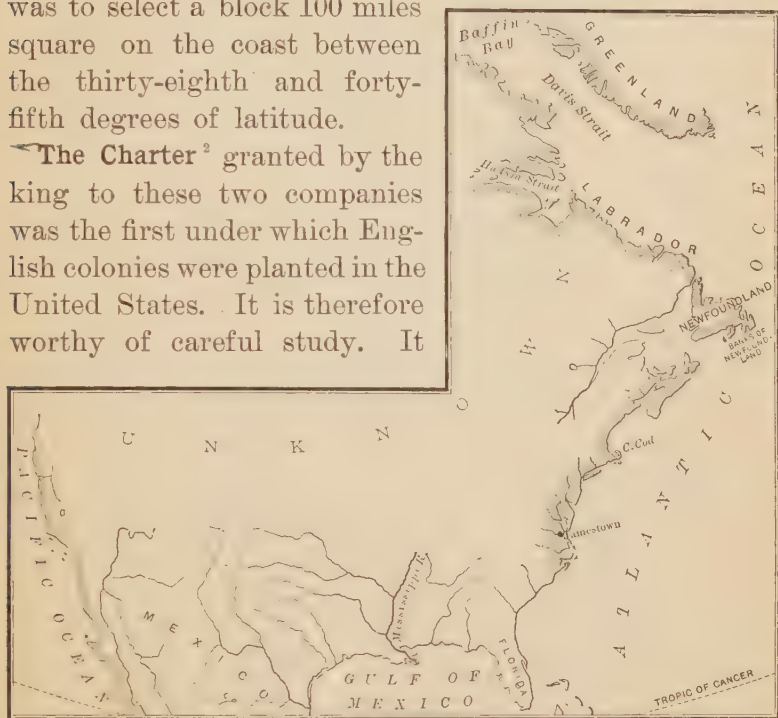 was to select a block 100 miles
square on the coast between
the thirty-eighth and forty-
fifth degrees of latitude.
The Charter ² granted by the
king to these two companies
was the first under which Eng-
lish colonies were planted in the
United States. It is therefore
worthy of careful study. It
Baffin
Bay
GREENLAND
Davis Strait
Hudson Strait
LABRADOR
NEWFOUNDLAND
BANKS OF
NEWFOUND-
LAND
UNKNOWN
C. Cod
Jamestown
ATLANTIC OCEAN
PACIFIC OCEAN
MEXICO
Mississippi R.
FLORIDA
GULF OF
MEXICO
TROPIC OF CANCER